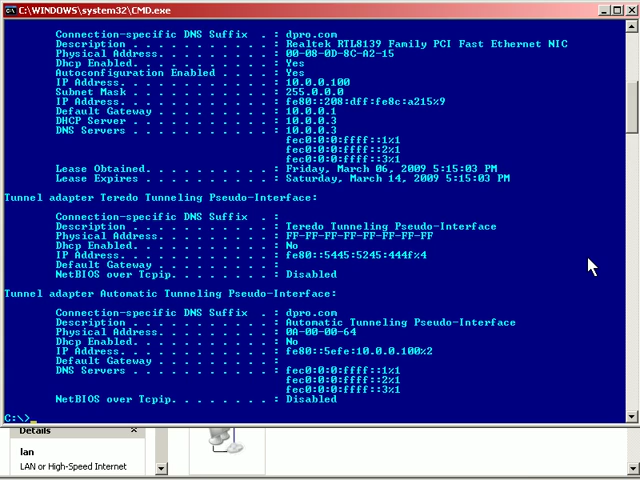 C:\WINDOWS\system32\CMD.exe
Connection-specific DNS Suffix  . : dpro.com
Description . . . . . . . . . . . : Realtek RTL8139 Family PCI Fast Ethernet NIC
Physical Address. . . . . . . . . : 00-08-0D-8C-A2-15
Dhcp Enabled. . . . . . . . . . . : Yes
Autoconfiguration Enabled . . . . : Yes
IP Address. . . . . . . . . . . . : 10.0.0.100
Subnet Mask . . . . . . . . . . . : 255.0.0.0
IP Address. . . . . . . . . . . . : fe80::208:dff:fe8c:a215%9
Default Gateway . . . . . . . . . : 10.0.0.1
DHCP Server . . . . . . . . . . . : 10.0.0.3
DNS Servers . . . . . . . . . . . : 10.0.0.3
fec0:0:0:ffff::1%1
fec0:0:0:ffff::2%1
fec0:0:0:ffff::3%1
Lease Obtained. . . . . . . . . . : Friday, March 06, 2009 5:15:03 PM
Lease Expires . . . . . . . . . . : Saturday, March 14, 2009 5:15:03 PM
Tunnel adapter Teredo Tunneling Pseudo-Interface:
Connection-specific DNS Suffix  . :
Description . . . . . . . . . . . : Teredo Tunneling Pseudo-Interface
Physical Address. . . . . . . . . : FF-FF-FF-FF-FF-FF-FF-FF
Dhcp Enabled. . . . . . . . . . . : No
IP Address. . . . . . . . . . . . : fe80::5445:5245:444f%4
Default Gateway . . . . . . . . . :
NetBIOS over Tcpip. . . . . . . . : Disabled
Tunnel adapter Automatic Tunneling Pseudo-Interface:
Connection-specific DNS Suffix  . : dpro.com
Description . . . . . . . . . . . : Automatic Tunneling Pseudo-Interface
Physical Address. . . . . . . . . : 0A-00-00-64
Dhcp Enabled. . . . . . . . . . . : No
IP Address. . . . . . . . . . . . : fe80::5efe:10.0.0.100%2
Default Gateway . . . . . . . . . :
DNS Servers . . . . . . . . . . . : fec0:0:0:ffff::1%1
fec0:0:0:ffff::2%1
fec0:0:0:ffff::3%1
NetBIOS over Tcpip. . . . . . . . : Disabled
C:\>_
Details
lan
LAN or High-Speed Internet